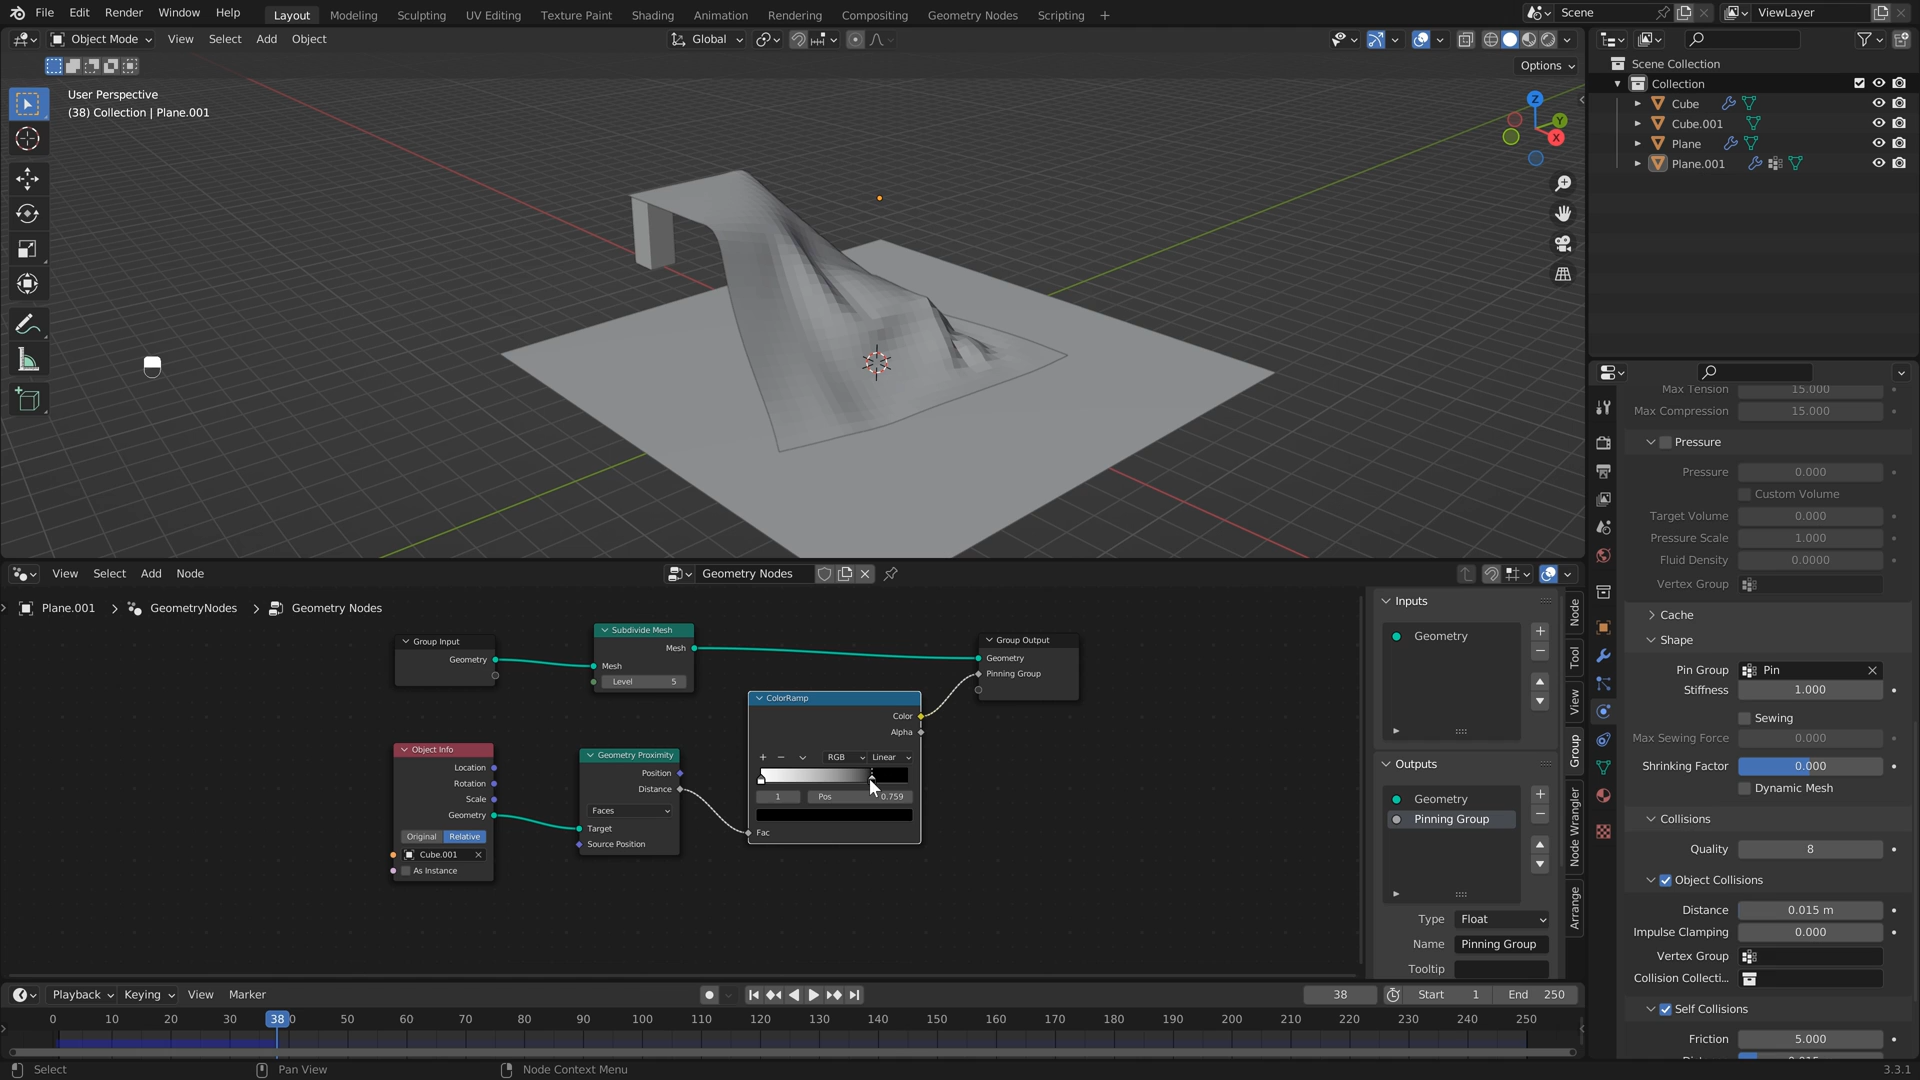 File Edit Render Window Help Layout Modeling Sculpting UV Editing Texture Paint Shading Animation Rendering Compositing Geometry Nodes Scripting + Scene ViewLayer
Object Mode View Select Add Object Global
Options
User Perspective
(38) Collection | Plane.001
Z
Y
X
Scene Collection
Collection
Cube
Cube.001
Plane
Plane.001
Max Tension 15.000
Max Compression 15.000
Pressure
Pressure 0.000
Custom Volume
Target Volume 0.000
Pressure Scale 1.000
Fluid Density 0.0000
Vertex Group
Cache
Shape
Pin Group Pin
Stiffness 1.000
Sewing
Max Sewing Force 0.000
Shrinking Factor 0.000
Dynamic Mesh
Collisions
Quality 8
Object Collisions
Distance 0.015 m
Impulse Clamping 0.000
Vertex Group
Collision Collecti...
Self Collisions
Friction 5.000
View Select Add Node Geometry Nodes
Plane.001 > GeometryNodes > Geometry Nodes
Group Input
Geometry
Subdivide Mesh
Mesh
Mesh
Level 5
Group Output
Geometry
Pinning Group
ColorRamp
Color
Alpha
+ − RGB Linear
1 Pos 0.759
Fac
Object Info
Location
Rotation
Scale
Geometry
Original Relative
Cube.001
As Instance
Geometry Proximity
Position
Distance
Faces
Target
Source Position
Inputs
Geometry
Outputs
Geometry
Pinning Group
Type Float
Name Pinning Group
Tooltip
Node
Tool
View
Group
Node Wrangler
Arrange
Playback Keying View Marker 38 Start 1 End 250
0 10 20 30 38 50 60 70 80 90 100 110 120 130 140 150 160 170 180 190 200 210 220 230 240 250
Select Pan View Node Context Menu 3.3.1